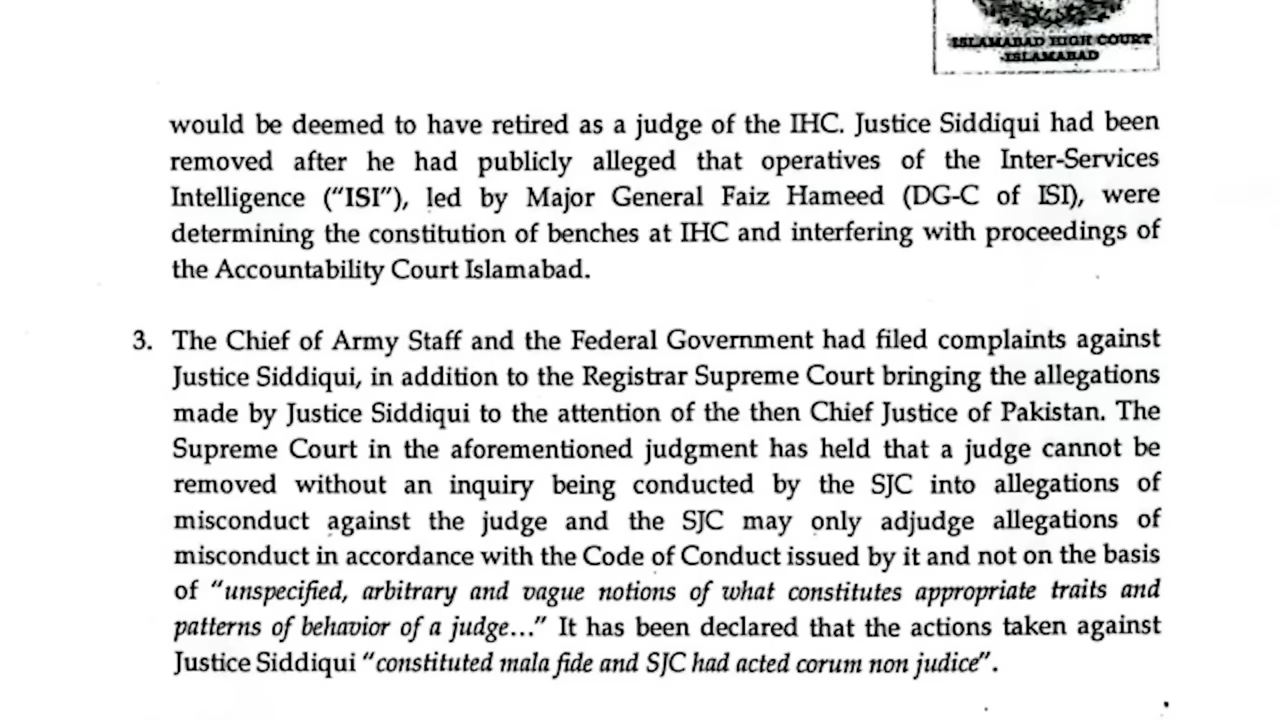 ISLAMABAD HIGH COURT
ISLAMABAD
would be deemed to have retired as a judge of the IHC. Justice Siddiqui had been
removed after he had publicly alleged that operatives of the Inter-Services
Intelligence ("ISI"), led by Major General Faiz Hameed (DG-C of ISI), were
determining the constitution of benches at IHC and interfering with proceedings of
the Accountability Court Islamabad.
3. The Chief of Army Staff and the Federal Government had filed complaints against
Justice Siddiqui, in addition to the Registrar Supreme Court bringing the allegations
made by Justice Siddiqui to the attention of the then Chief Justice of Pakistan. The
Supreme Court in the aforementioned judgment has held that a judge cannot be
removed without an inquiry being conducted by the SJC into allegations of
misconduct against the judge and the SJC may only adjudge allegations of
misconduct in accordance with the Code of Conduct issued by it and not on the basis
of "unspecified, arbitrary and vague notions of what constitutes appropriate traits and
patterns of behavior of a judge..." It has been declared that the actions taken against
Justice Siddiqui "constituted mala fide and SJC had acted corum non judice".